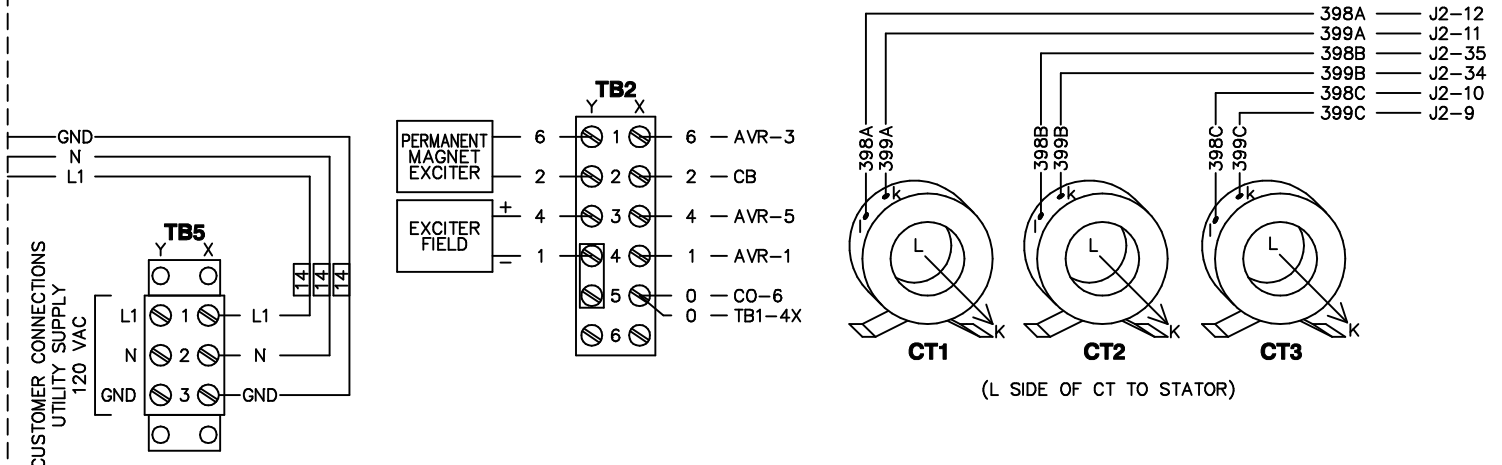 GND
N
L1
CUSTOMER CONNECTIONS
UTILITY SUPPLY
120 VAC
TB5
Y X
14 14 14
L1 1 L1
N 2 N
GND 3 GND
PERMANENT
MAGNET
EXCITER
EXCITER
FIELD
+
−
TB2
Y X
6 1 6 AVR-3
2 2 2 CB
4 3 4 AVR-5
1 4 1 AVR-1
5 0 CO-6
0 TB1-4X
6
398A J2-12
399A J2-11
398B J2-35
399B J2-34
398C J2-10
399C J2-9
398A
399A
398B
399B
398C
399C
l k
L
K
CT1
l k
L
K
CT2
l k
L
K
CT3
(L SIDE OF CT TO STATOR)